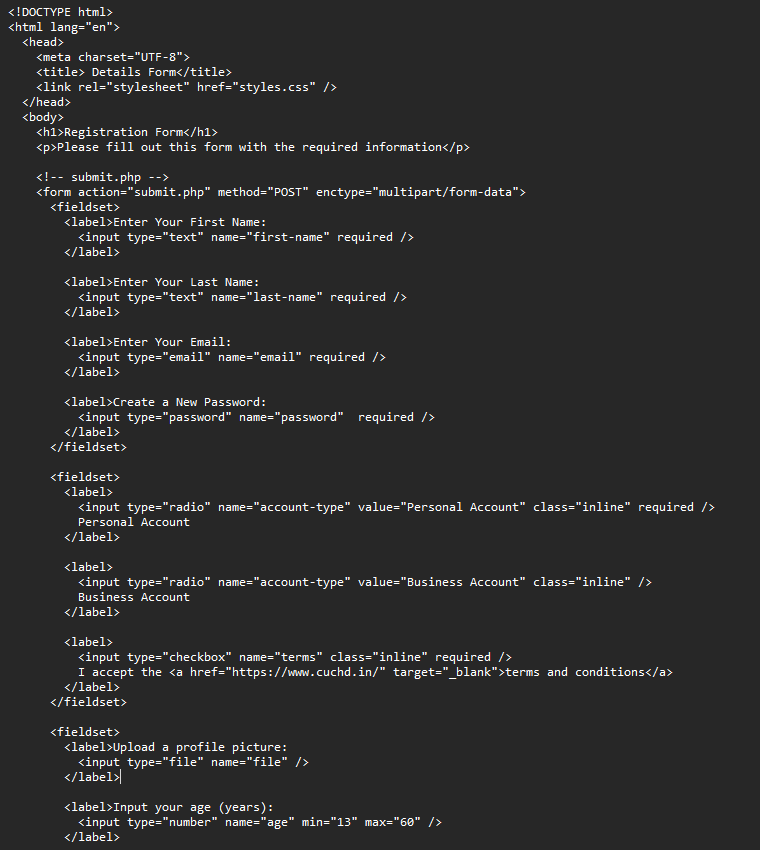 <!DOCTYPE html>
<html lang="en">
  <head>
    <meta charset="UTF-8">
    <title> Details Form</title>
    <link rel="stylesheet" href="styles.css" />
  </head>
  <body>
    <h1>Registration Form</h1>
    <p>Please fill out this form with the required information</p>

    <!-- submit.php -->
    <form action="submit.php" method="POST" enctype="multipart/form-data">
      <fieldset>
        <label>Enter Your First Name:
          <input type="text" name="first-name" required />
        </label>

        <label>Enter Your Last Name:
          <input type="text" name="last-name" required />
        </label>

        <label>Enter Your Email:
          <input type="email" name="email" required />
        </label>

        <label>Create a New Password:
          <input type="password" name="password"  required />
        </label>
      </fieldset>

      <fieldset>
        <label>
          <input type="radio" name="account-type" value="Personal Account" class="inline" required />
          Personal Account
        </label>

        <label>
          <input type="radio" name="account-type" value="Business Account" class="inline" />
          Business Account
        </label>

        <label>
          <input type="checkbox" name="terms" class="inline" required />
          I accept the <a href="https://www.cuchd.in/" target="_blank">terms and conditions</a>
        </label>
      </fieldset>

      <fieldset>
        <label>Upload a profile picture:
          <input type="file" name="file" />
        </label>

        <label>Input your age (years):
          <input type="number" name="age" min="13" max="60" />
        </label>